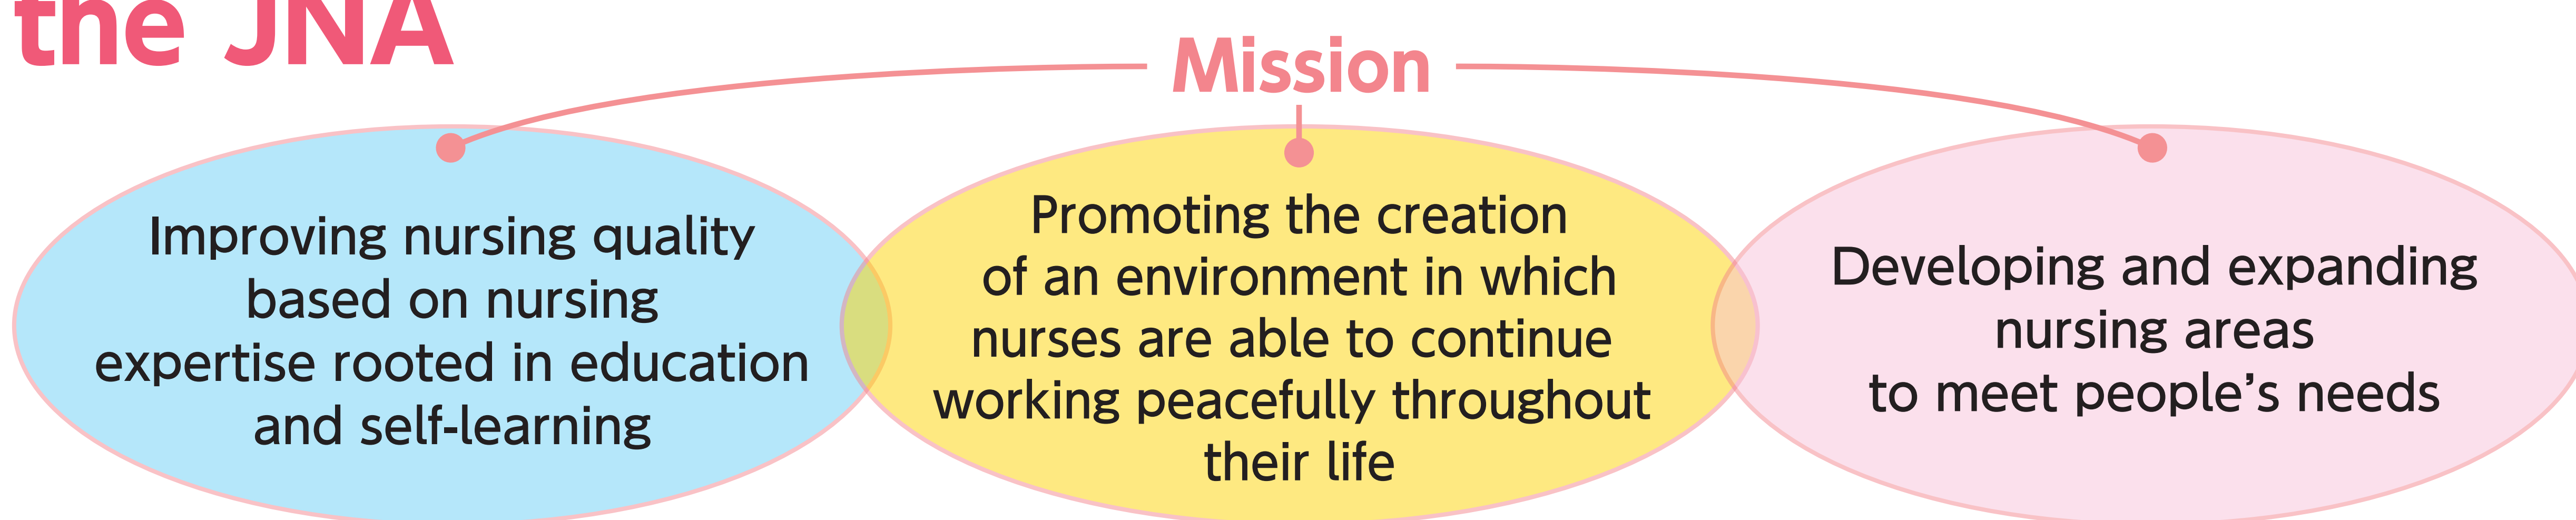 the JNA
Mission
Improving nursing quality
based on nursing
expertise rooted in education
and self-learning
Promoting the creation
of an environment in which
nurses are able to continue
working peacefully throughout
their life
Developing and expanding
nursing areas
to meet people’s needs